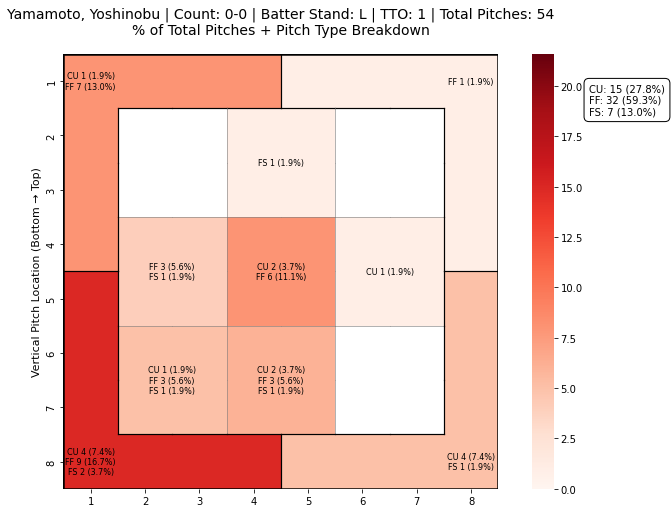 Yamamoto, Yoshinobu | Count: 0-0 | Batter Stand: L | TTO: 1 | Total Pitches: 54
% of Total Pitches + Pitch Type Breakdown
CU 1 (1.9%)
FF 7 (13.0%)
FF 1 (1.9%)
FS 1 (1.9%)
FF 3 (5.6%)
FS 1 (1.9%)
CU 2 (3.7%)
FF 6 (11.1%)
CU 1 (1.9%)
CU 1 (1.9%)
FF 3 (5.6%)
FS 1 (1.9%)
CU 2 (3.7%)
FF 3 (5.6%)
FS 1 (1.9%)
CU 4 (7.4%)
FF 9 (16.7%)
FS 2 (3.7%)
CU 4 (7.4%)
FS 1 (1.9%)
Vertical Pitch Location (Bottom → Top)
1
2
3
4
5
6
7
8
1 2 3 4 5 6 7 8
20.0
17.5
15.0
12.5
10.0
7.5
5.0
2.5
0.0
CU: 15 (27.8%)
FF: 32 (59.3%)
FS: 7 (13.0%)